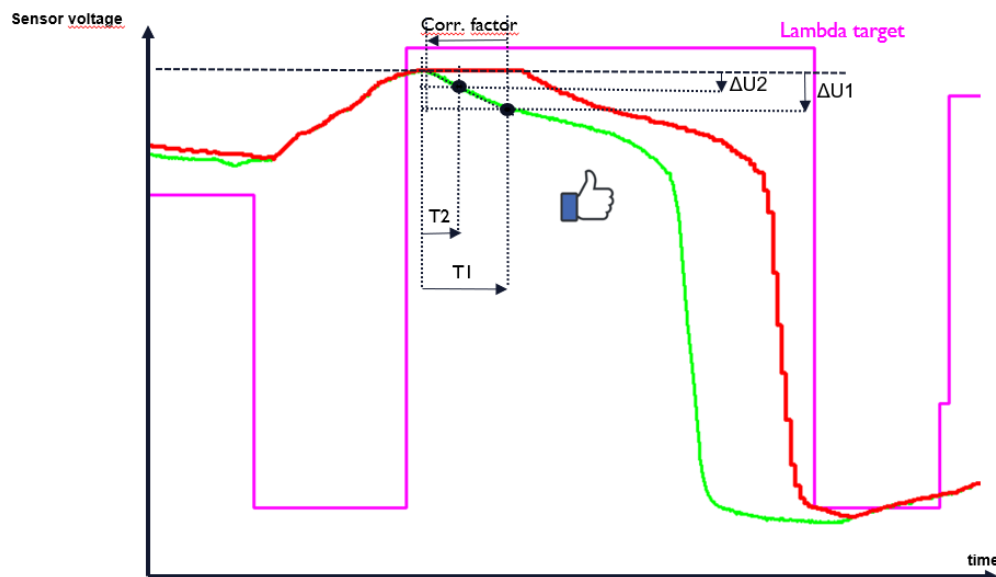 Sensor voltage
Corr. factor
Lambda target
ΔU2
ΔU1
T2
T1
time